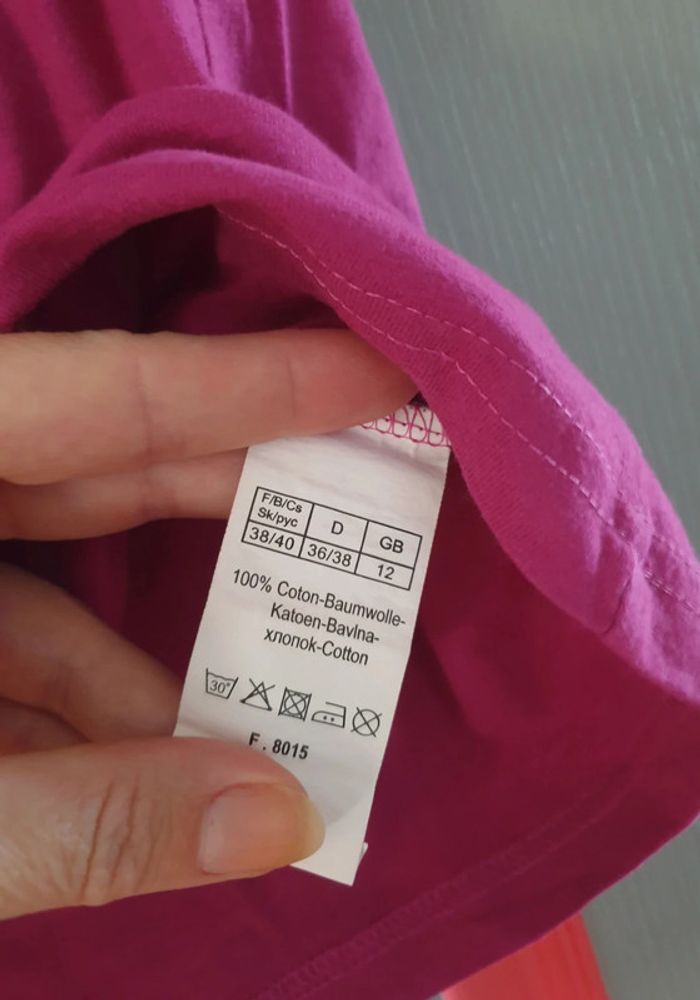 F/B/Cs
Sk/рус D GB
38/40 36/38 12
100% Coton-Baumwolle-
Katoen-Bavlna-
хлопок-Cotton
30°
F . 8015